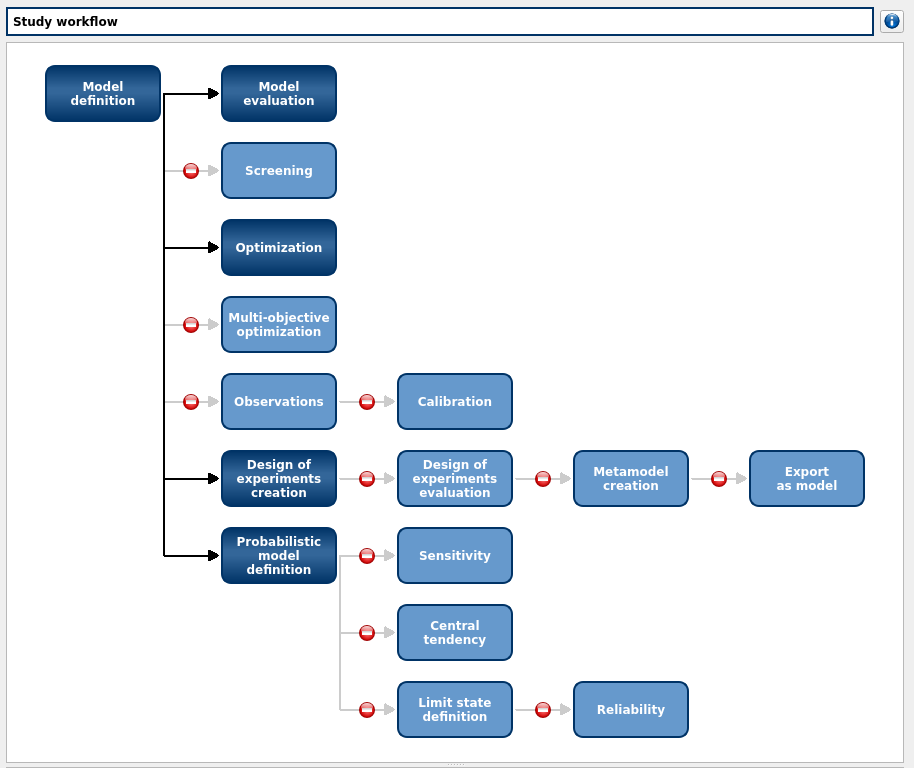 Study workflow
Model
definition
Model
evaluation
Screening
Optimization
Multi-objective
optimization
Observations
Calibration
Design of
experiments
creation
Design of
experiments
evaluation
Metamodel
creation
Export
as model
Probabilistic
model
definition
Sensitivity
Central
tendency
Limit state
definition
Reliability